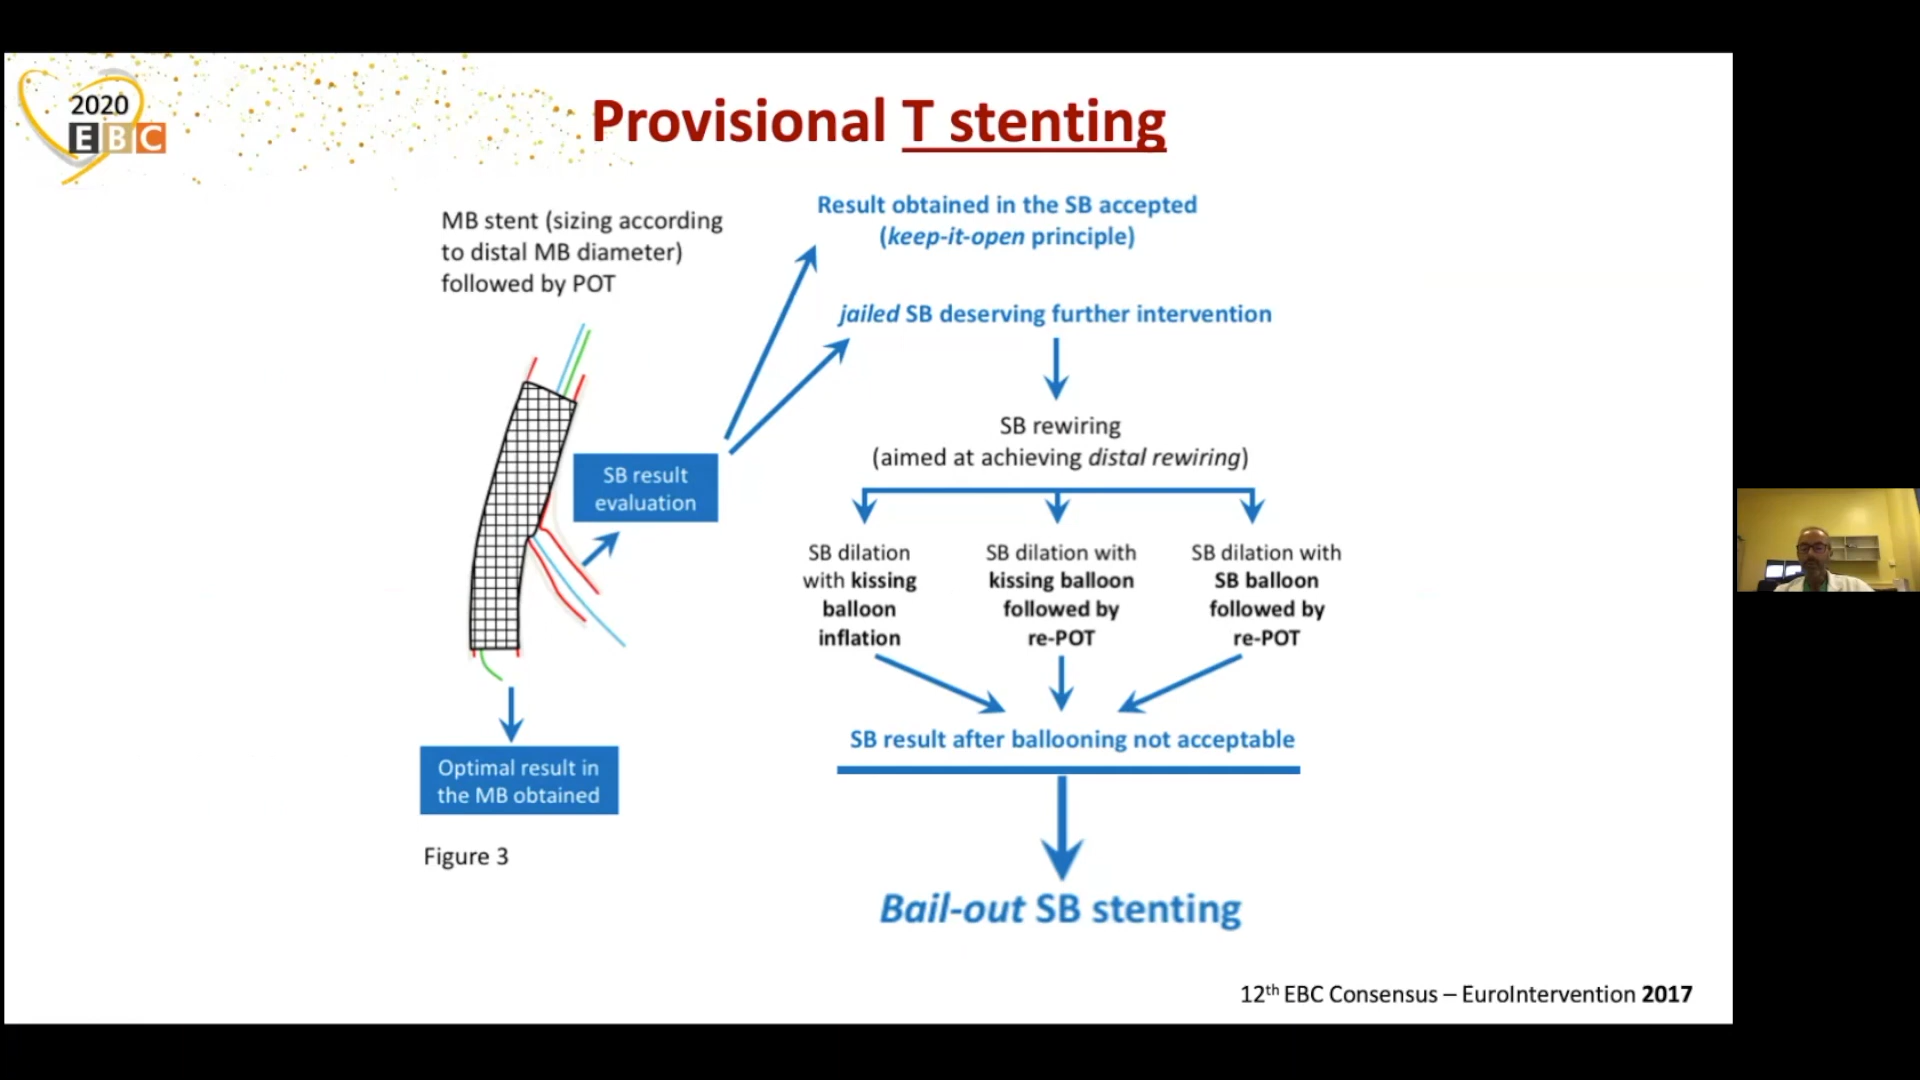 2020
EBC
Provisional T stenting
MB stent (sizing according
to distal MB diameter)
followed by POT
Result obtained in the SB accepted
(keep-it-open principle)
jailed SB deserving further intervention
SB result
evaluation
SB rewiring
(aimed at achieving distal rewiring)
SB dilation
with kissing
balloon
inflation
SB dilation with
kissing balloon
followed by
re-POT
SB dilation with
SB balloon
followed by
re-POT
SB result after ballooning not acceptable
Optimal result in
the MB obtained
Figure 3
Bail-out SB stenting
12th EBC Consensus – EuroIntervention 2017